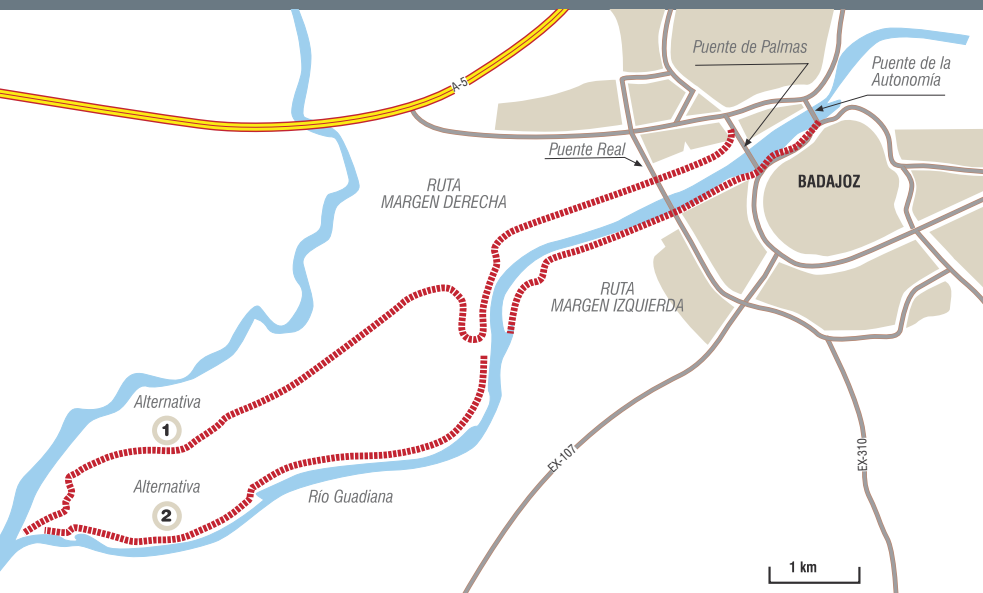 Puente de Palmas
Puente de la
Autonomía
A-5
Puente Real
BADAJOZ
RUTA
MARGEN DERECHA
RUTA
MARGEN IZQUIERDA
Alternativa
1
Alternativa
2
Río Guadiana
EX-107
EX-310
1 km